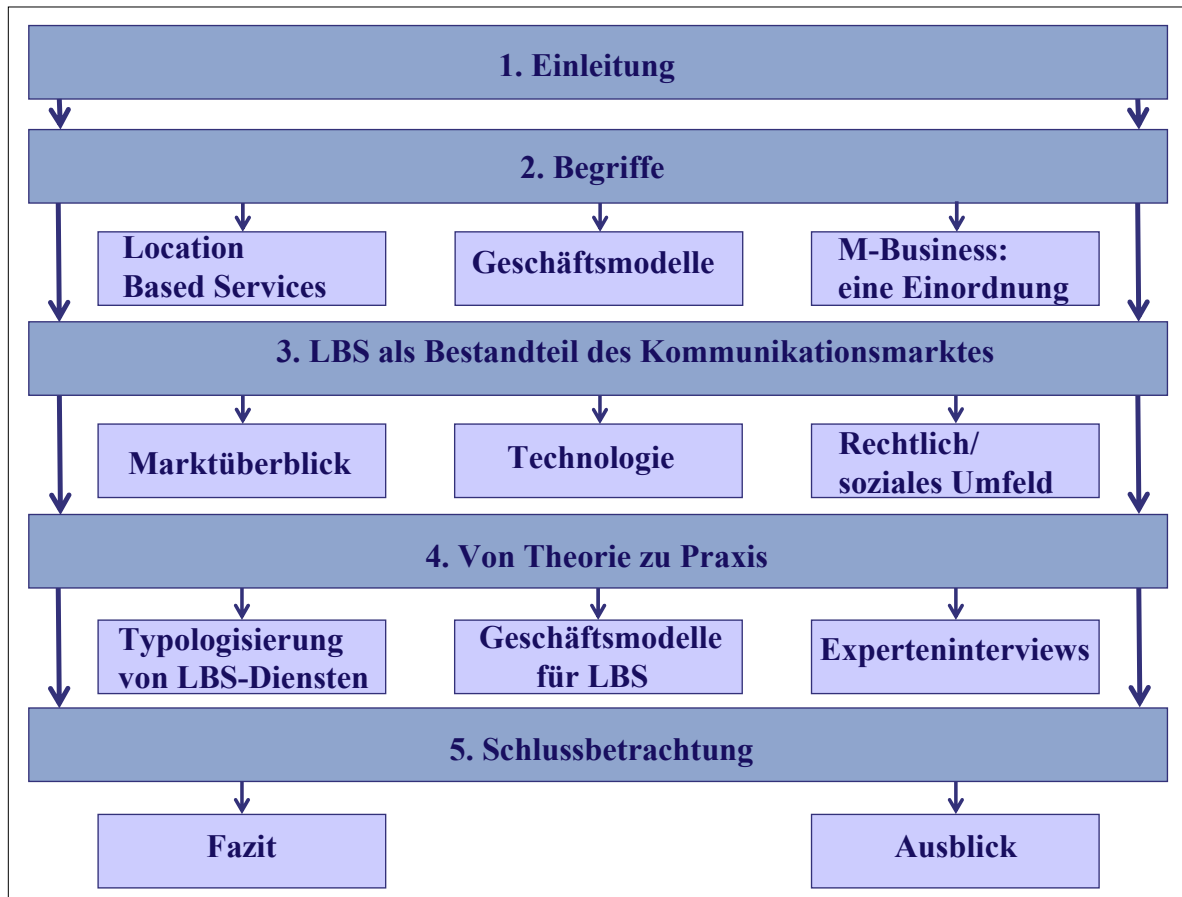 1. Einleitung
2. Begriffe
Location
Based Services
Geschäftsmodelle
M-Business:
eine Einordnung
3. LBS als Bestandteil des Kommunikationsmarktes
Marktüberblick
Technologie
Rechtlich/
soziales Umfeld
4. Von Theorie zu Praxis
Typologisierung
von LBS-Diensten
Geschäftsmodelle
für LBS
Experteninterviews
5. Schlussbetrachtung
Fazit
Ausblick